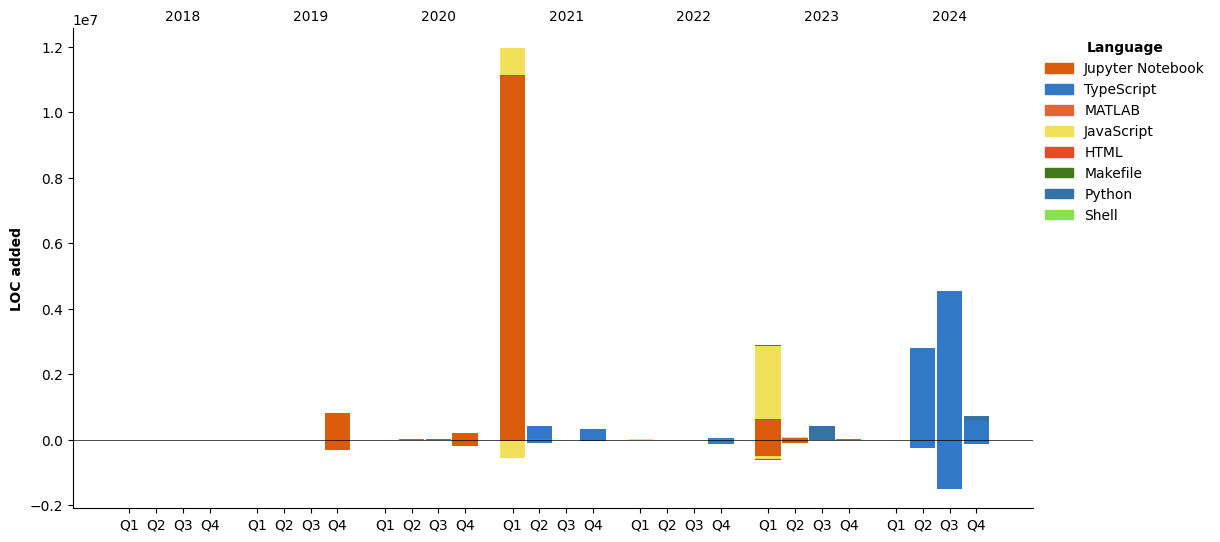 1e7
2018 2019 2020 2021 2022 2023 2024
Language
Jupyter Notebook
TypeScript
MATLAB
JavaScript
HTML
Makefile
Python
Shell
LOC added
1.2
1.0
0.8
0.6
0.4
0.2
0.0
−0.2
Q1 Q2 Q3 Q4 Q1 Q2 Q3 Q4 Q1 Q2 Q3 Q4 Q1 Q2 Q3 Q4 Q1 Q2 Q3 Q4 Q1 Q2 Q3 Q4 Q1 Q2 Q3 Q4